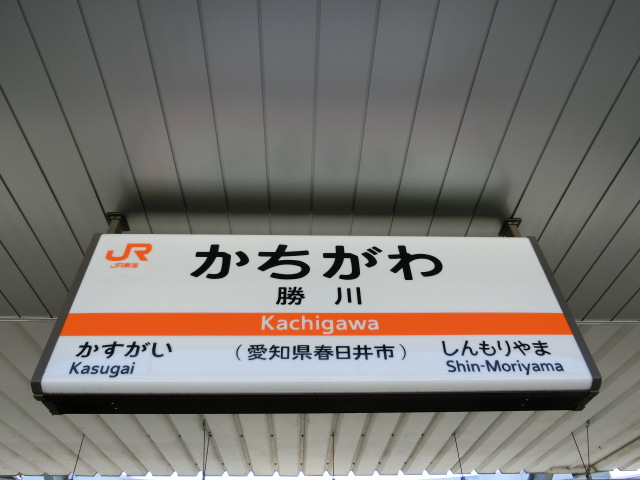 JR
JR東海
かちがわ
勝川
Kachigawa
かすがい
Kasugai
（愛知県春日井市）
しんもりやま
Shin-Moriyama